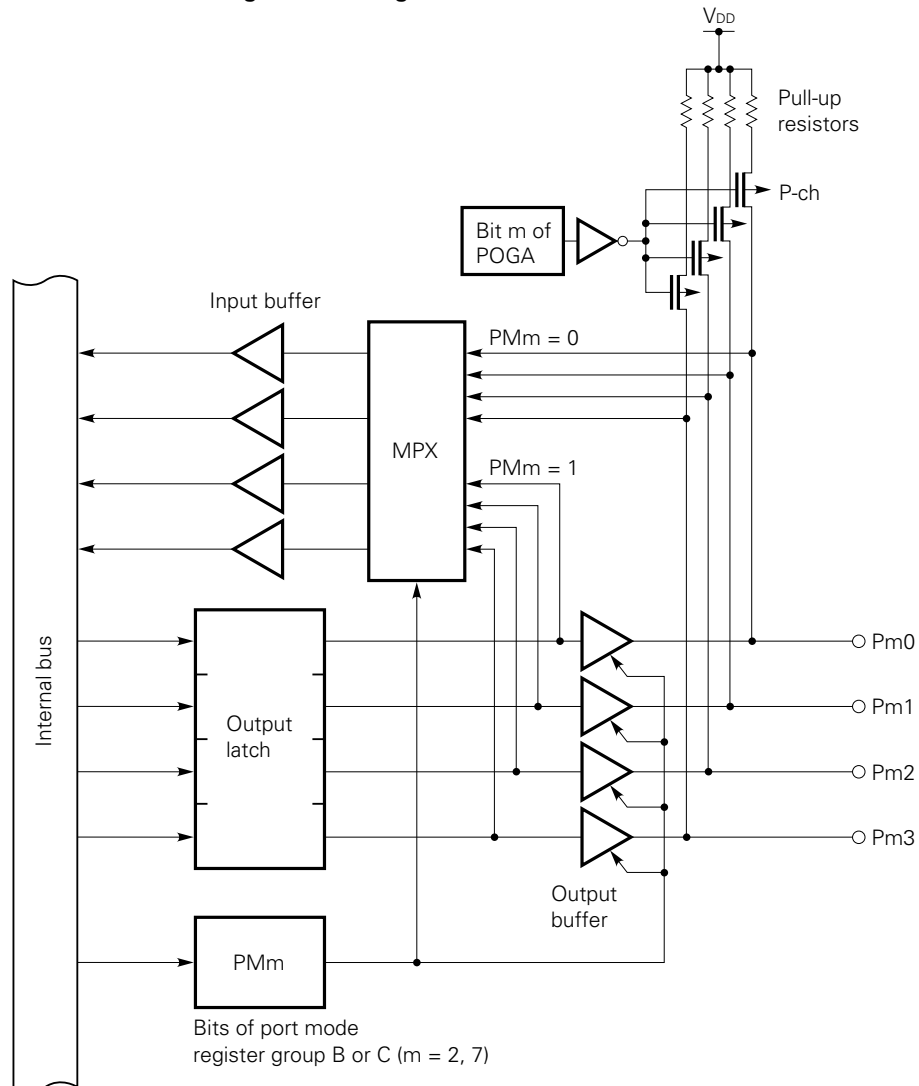 VDD
Pull-up
resistors
P-ch
Bit m of
POGA
Input buffer
PMm = 0
MPX
PMm = 1
Internal bus
Output
latch
Pm0
Pm1
Pm2
Pm3
Output
buffer
PMm
Bits of port mode
register group B or C (m = 2, 7)